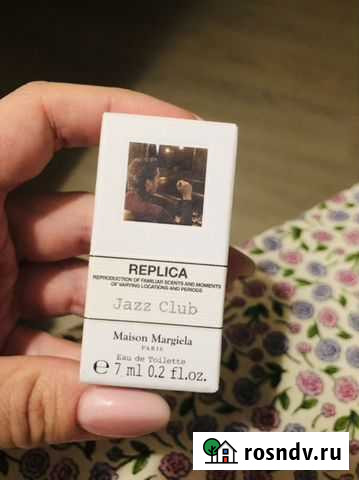 REPLICA
REPRODUCTION OF FAMILIAR SCENTS AND MOMENTS
OF VARYING LOCATIONS AND PERIODS
Jazz Club
Maison Margiela
PARIS
Eau de Toilette
℮ 7 ml 0.2 fl.oz.
rosndv.ru